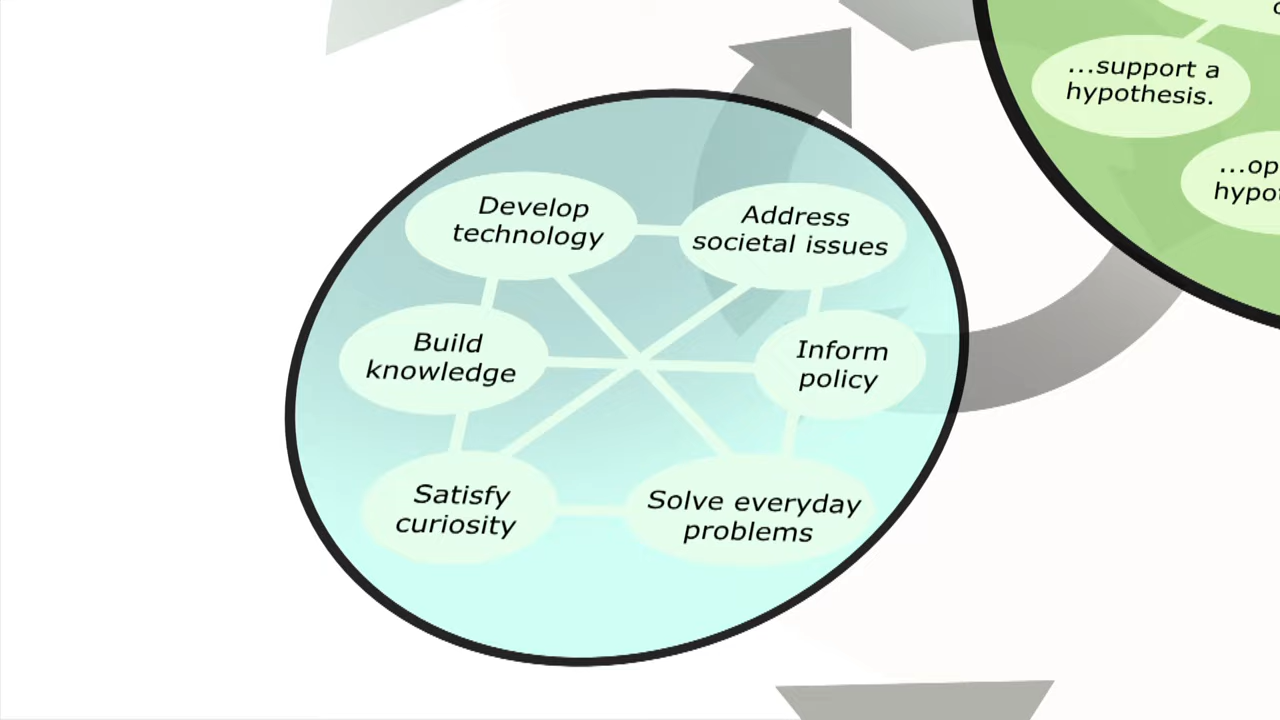 ...support a
hypothesis.
Develop
technology
Address
societal issues
Build
knowledge
Inform
policy
Satisfy
curiosity
Solve everyday
problems